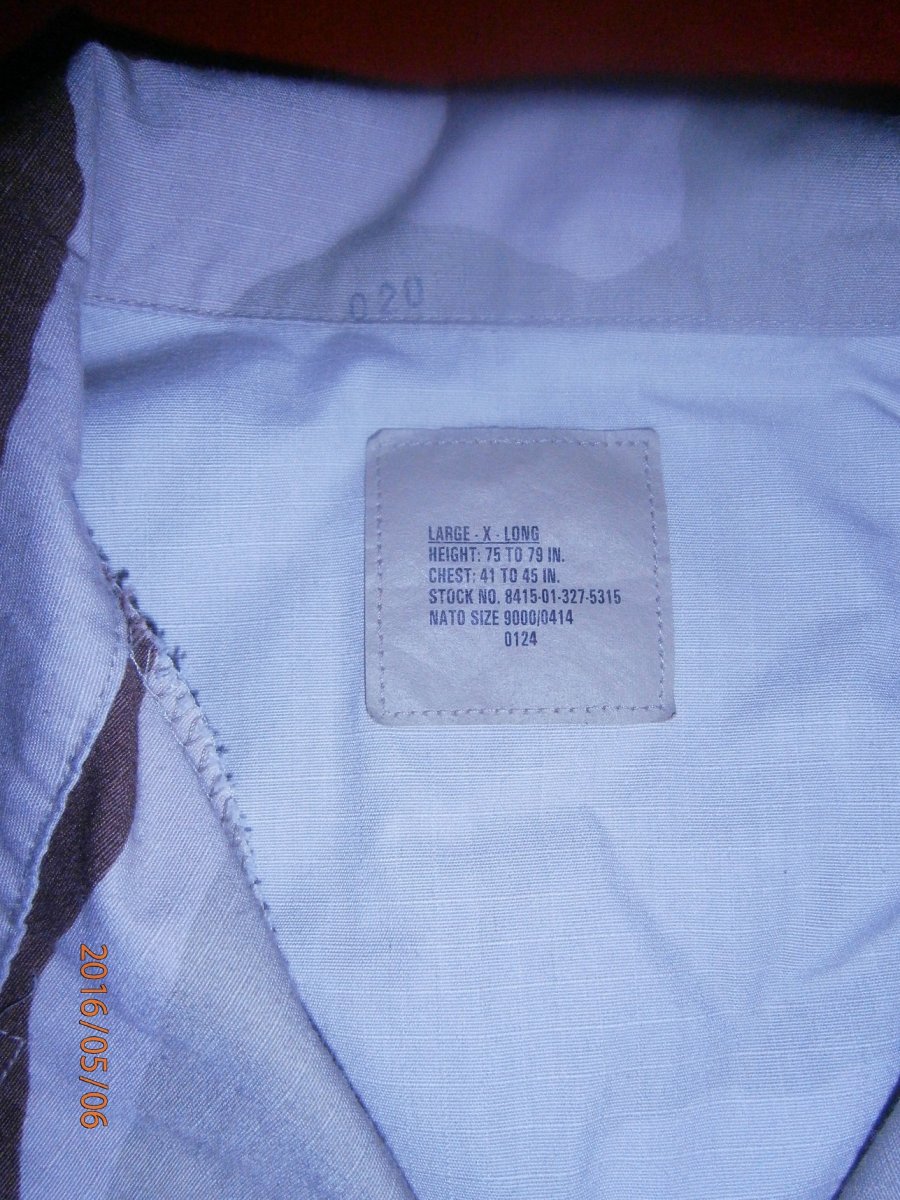 020
LARGE - X - LONG
HEIGHT: 75 TO 79 IN.
CHEST: 41 TO 45 IN.
STOCK NO. 8415-01-327-5315
NATO SIZE 9000/0414
0124
2016/05/06